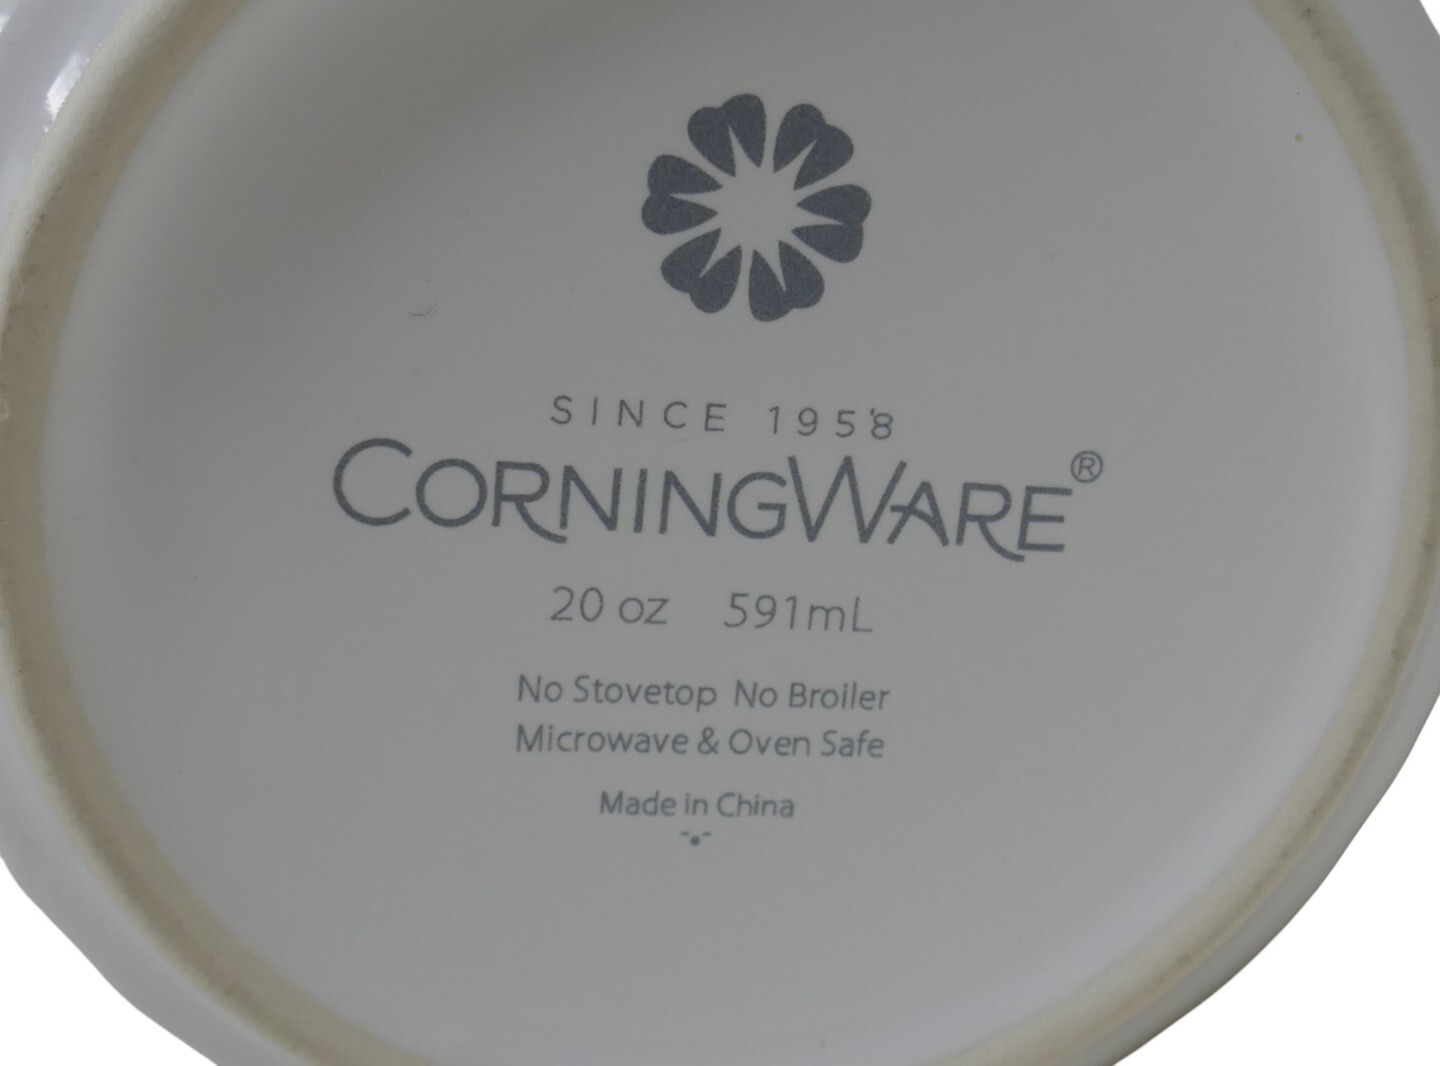 SINCE 1958
CORNINGWARE®
20 oz 591mL
No Stovetop No Broiler
Microwave & Oven Safe
Made in China